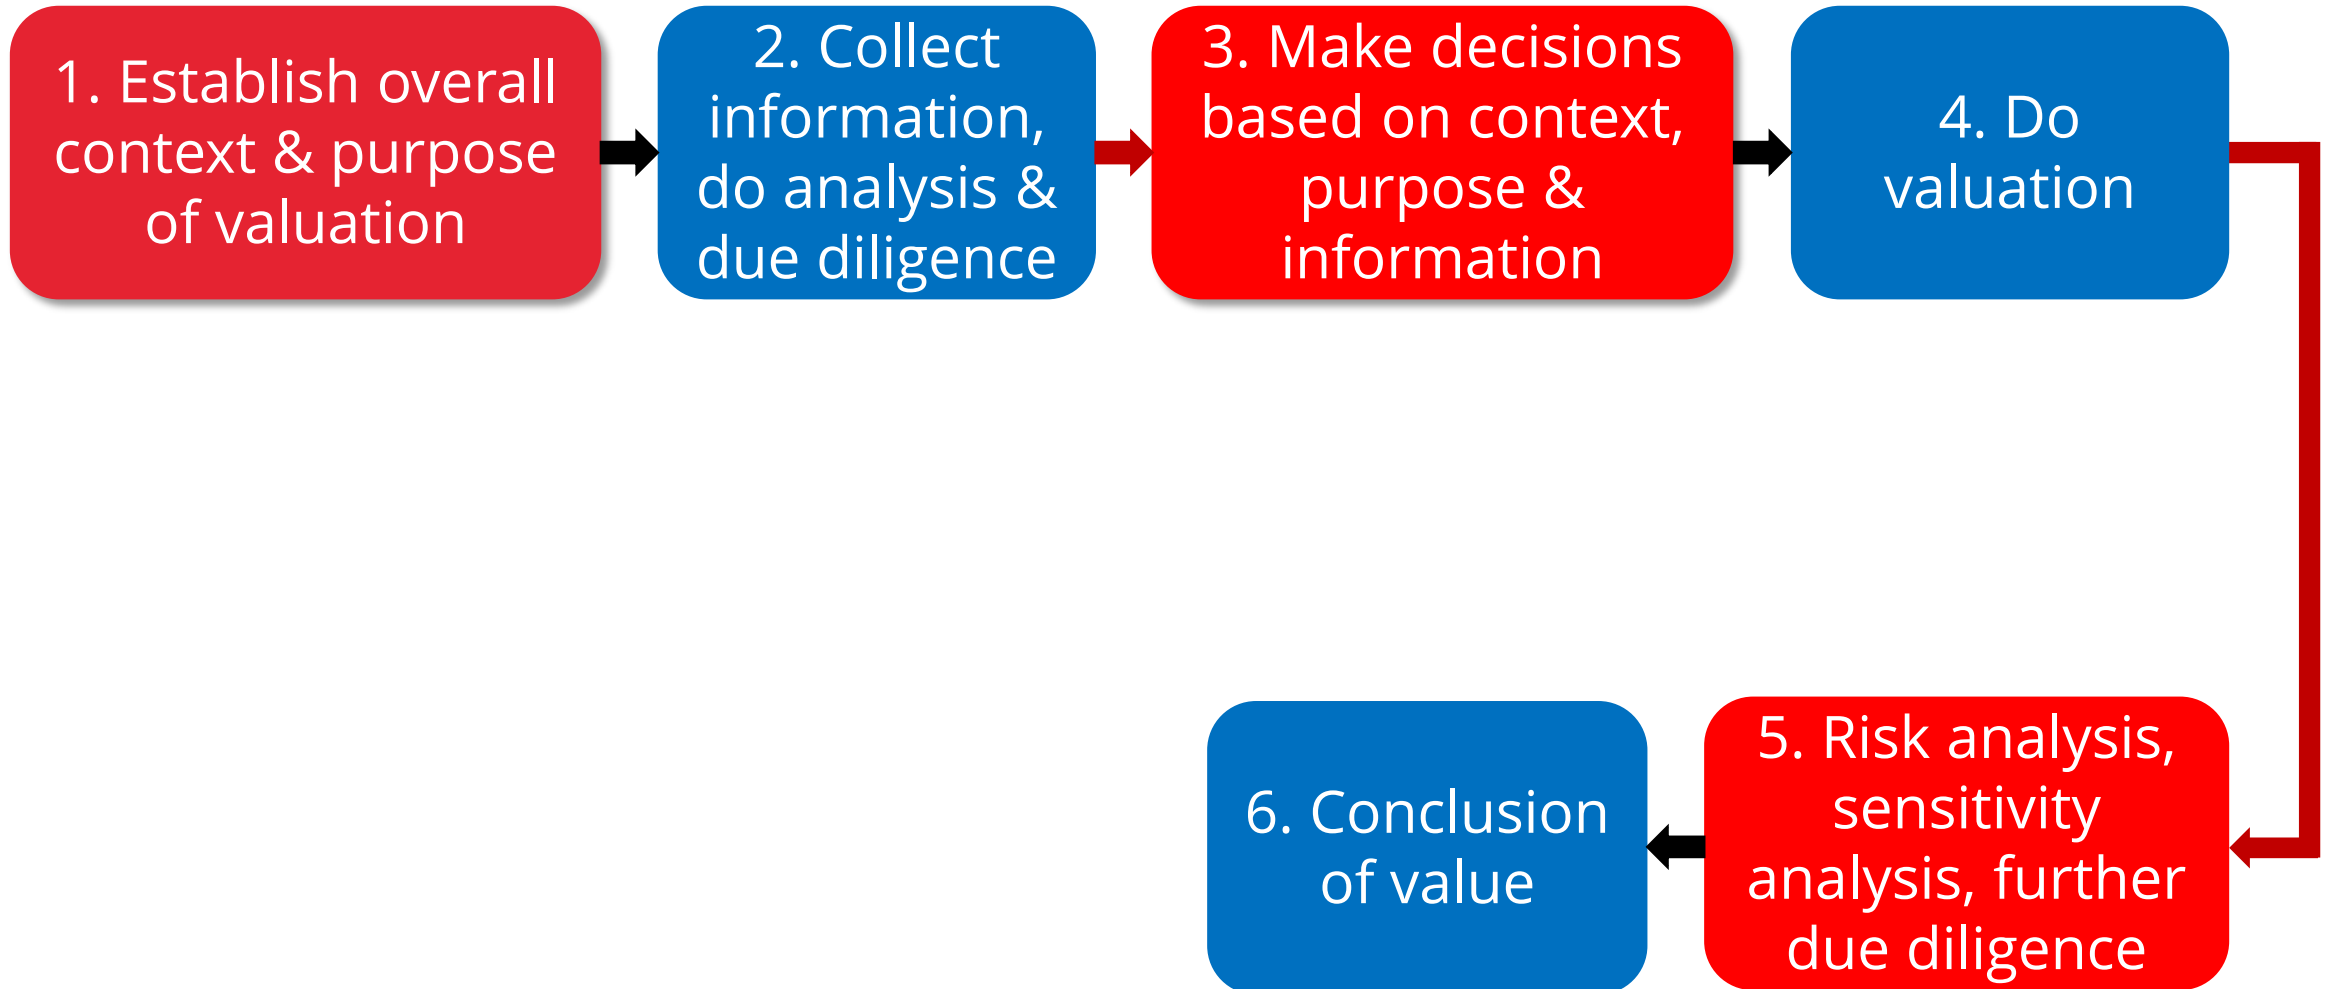 1. Establish overall
context & purpose
of valuation
2. Collect
information,
do analysis &
due diligence
3. Make decisions
based on context,
purpose &
information
4. Do
valuation
5. Risk analysis,
sensitivity
analysis, further
due diligence
6. Conclusion
of value